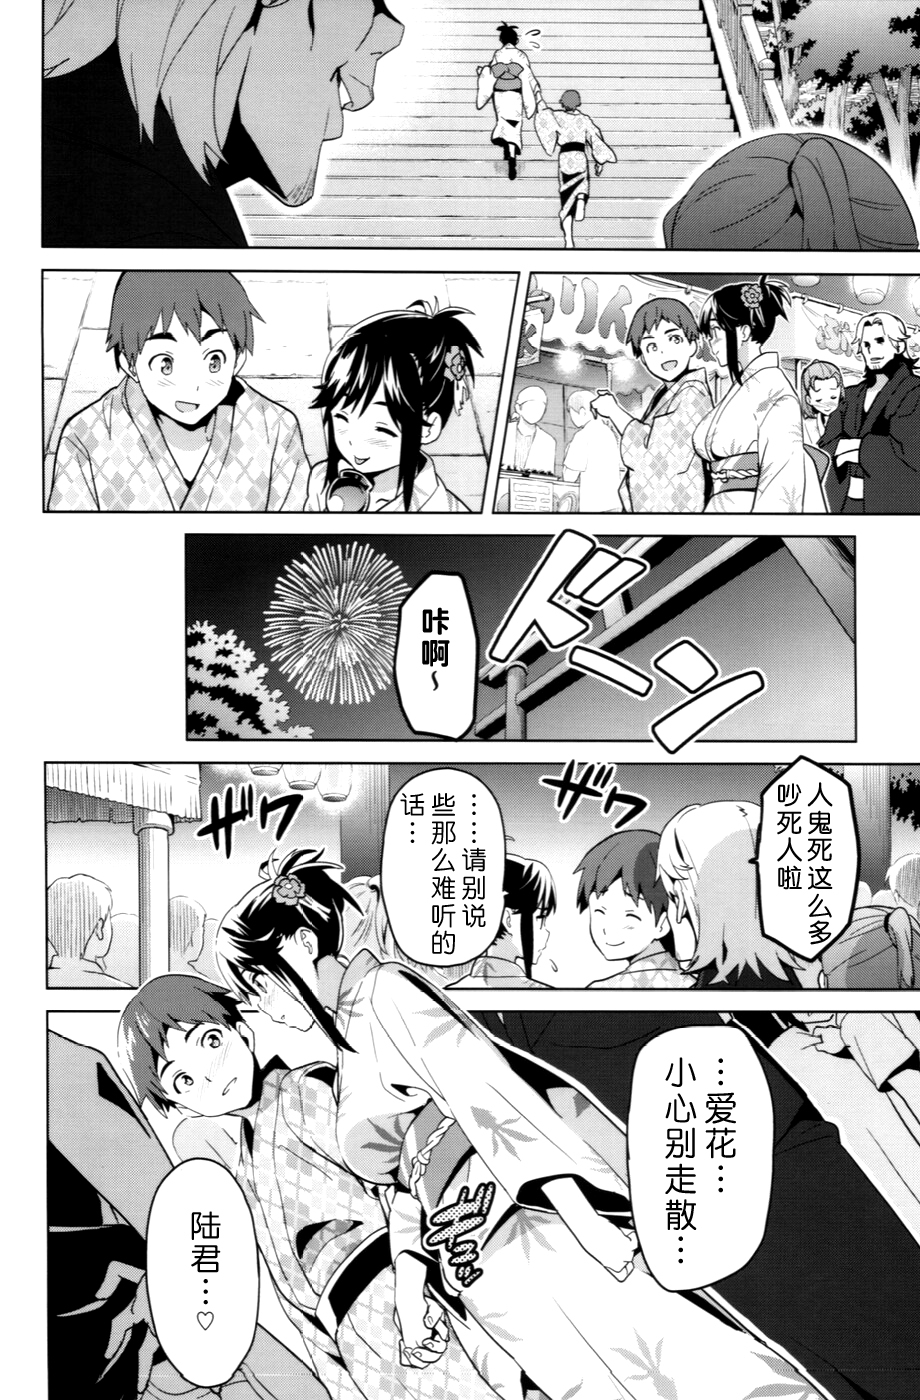 りん
咔啊~
ドーン
人鬼死这么多
吵死人啦
……请别说
些那么难听的
话…
ザワ
ザワ
…爱花…
小心别走散…
陆君…♡